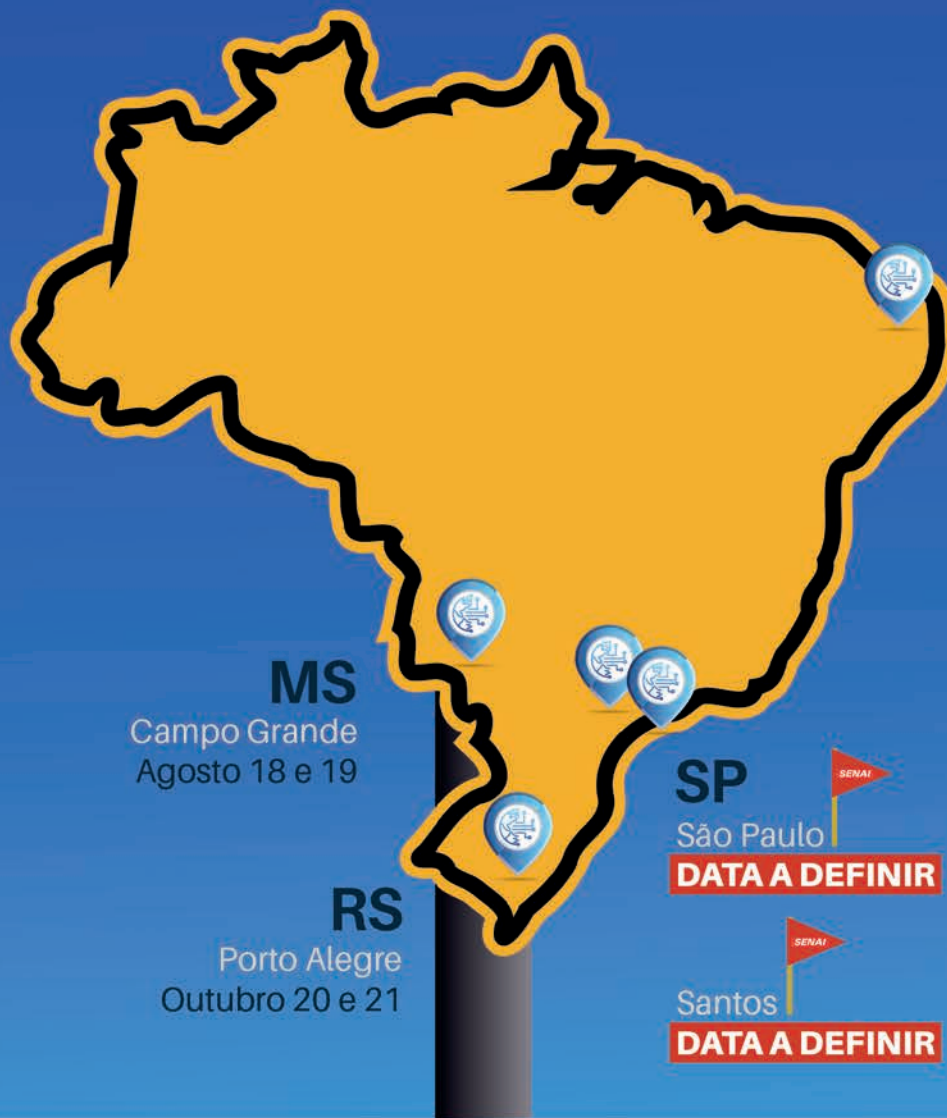 MS
Campo Grande
Agosto 18 e 19
RS
Porto Alegre
Outubro 20 e 21
SP
SENAI
São Paulo
DATA A DEFINIR
SENAI
Santos
DATA A DEFINIR